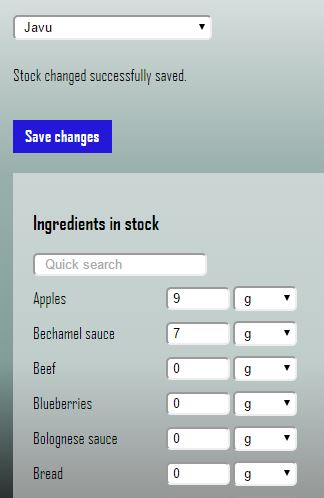 Javu
Stock changed successfully saved.
Save changes
Ingredients in stock
Quick search
Apples 9 g
Bechamel sauce 7 g
Beef 0 g
Blueberries 0 g
Bolognese sauce 0 g
Bread 0 g